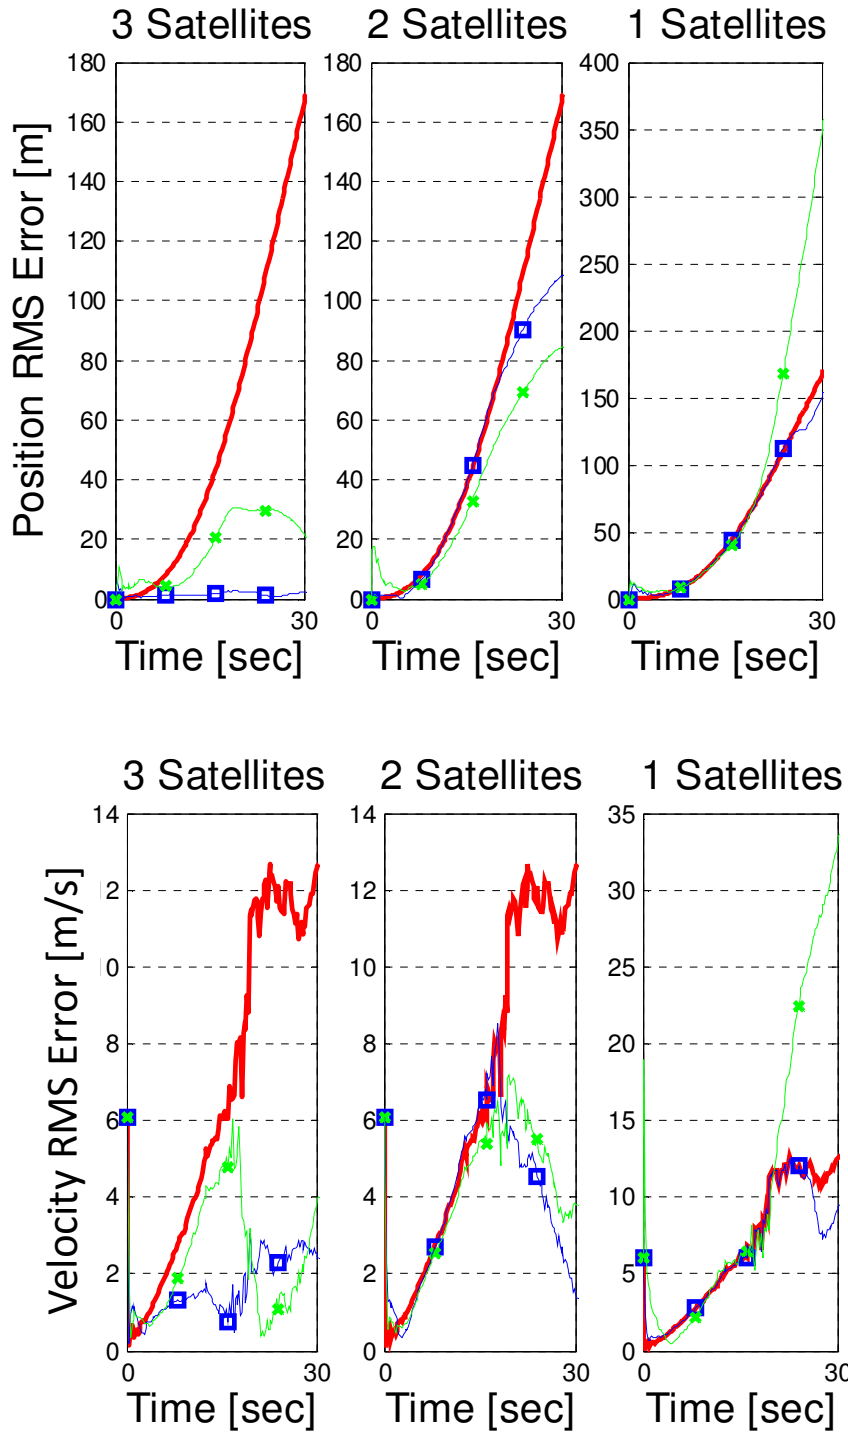 3 Satellites 2 Satellites 1 Satellites
Position RMS Error [m]
180 180 400
160 160 350
140 140 300
120 120 250
100 100 200
80 80 150
60 60 100
40 40 50
20 20 0
0 0
0 30 0 30 0 30
Time [sec] Time [sec] Time [sec]
3 Satellites 2 Satellites 1 Satellites
Velocity RMS Error [m/s]
14 14 35
2 12 30
0 10 25
8 8 20
6 6 15
4 4 10
2 2 5
0 0 0
0 30 0 30 0 30
Time [sec] Time [sec] Time [sec]